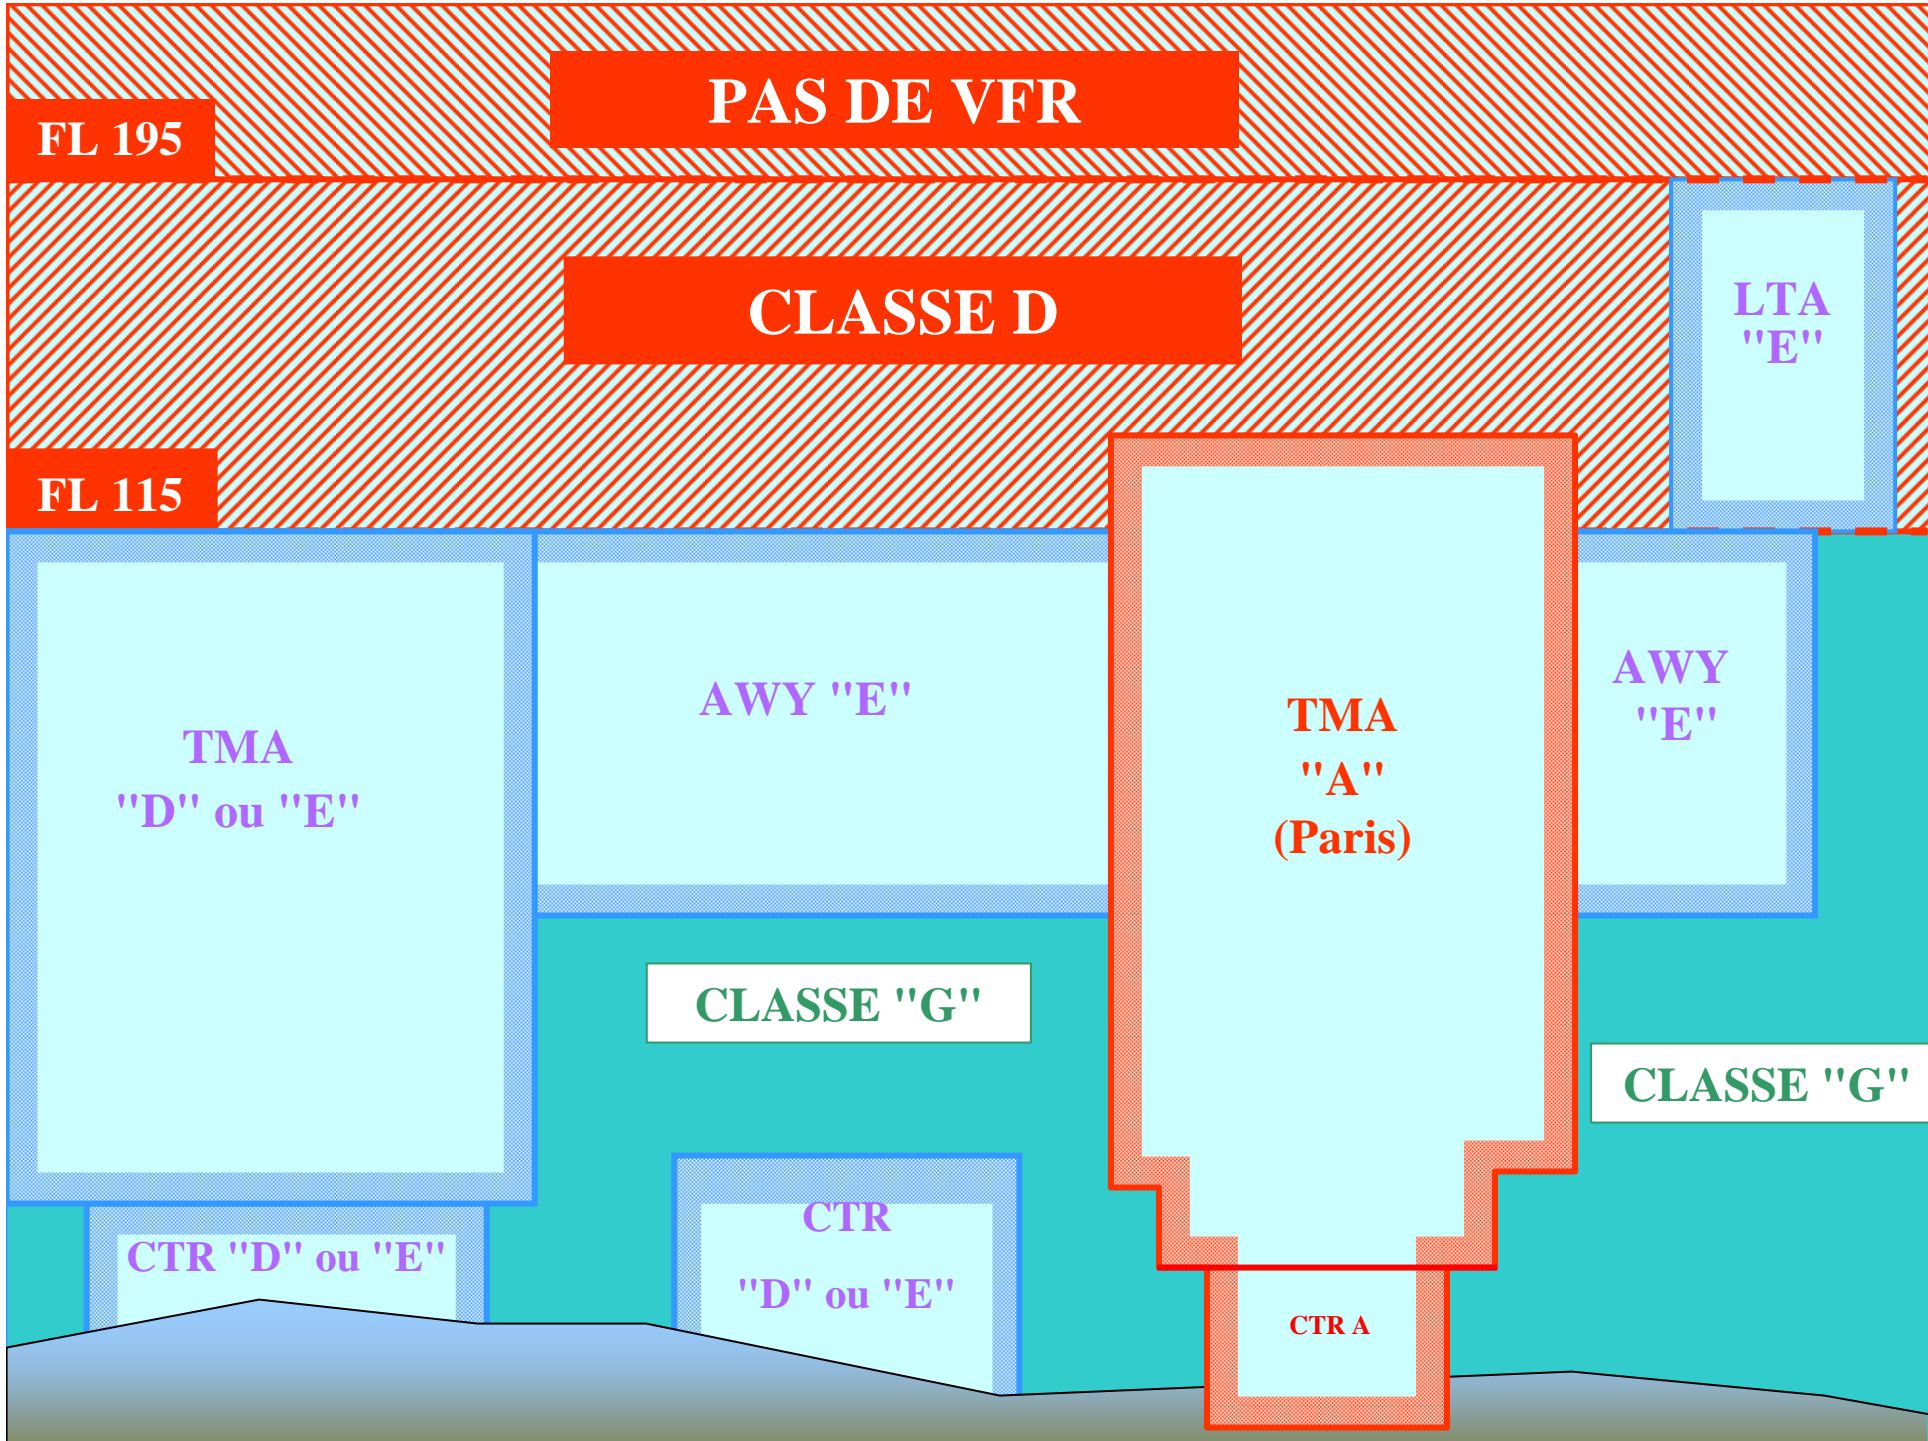 PAS DE VFR
FL 195
CLASSE D
LTA
"E"
FL 115
AWY "E"
AWY
"E"
TMA
"A"
(Paris)
TMA
"D" ou "E"
CLASSE "G"
CLASSE "G"
CTR "D" ou "E"
CTR
"D" ou "E"
CTR A